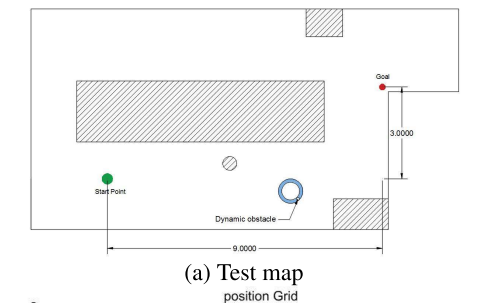 Goal
3.0000
Start Point
Dynamic obstacle
9.0000
(a) Test map
position Grid